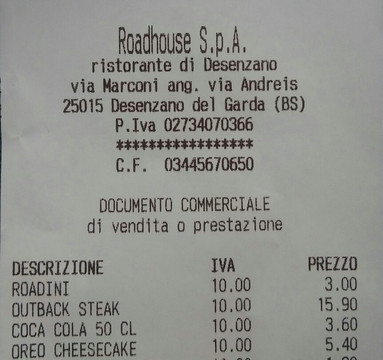 Roadhouse S.p.A.
ristorante di Desenzano
via Marconi ang. via Andreis
25015 Desenzano del Garda (BS)
P.Iva 02734070366
*****************
C.F. 03445670650
DOCUMENTO COMMERCIALE
di vendita o prestazione
DESCRIZIONE IVA PREZZO
ROADINI 10.00 3.00
OUTBACK STEAK 10.00 15.90
COCA COLA 50 CL 10.00 3.60
OREO CHEESECAKE 10.00 5.40